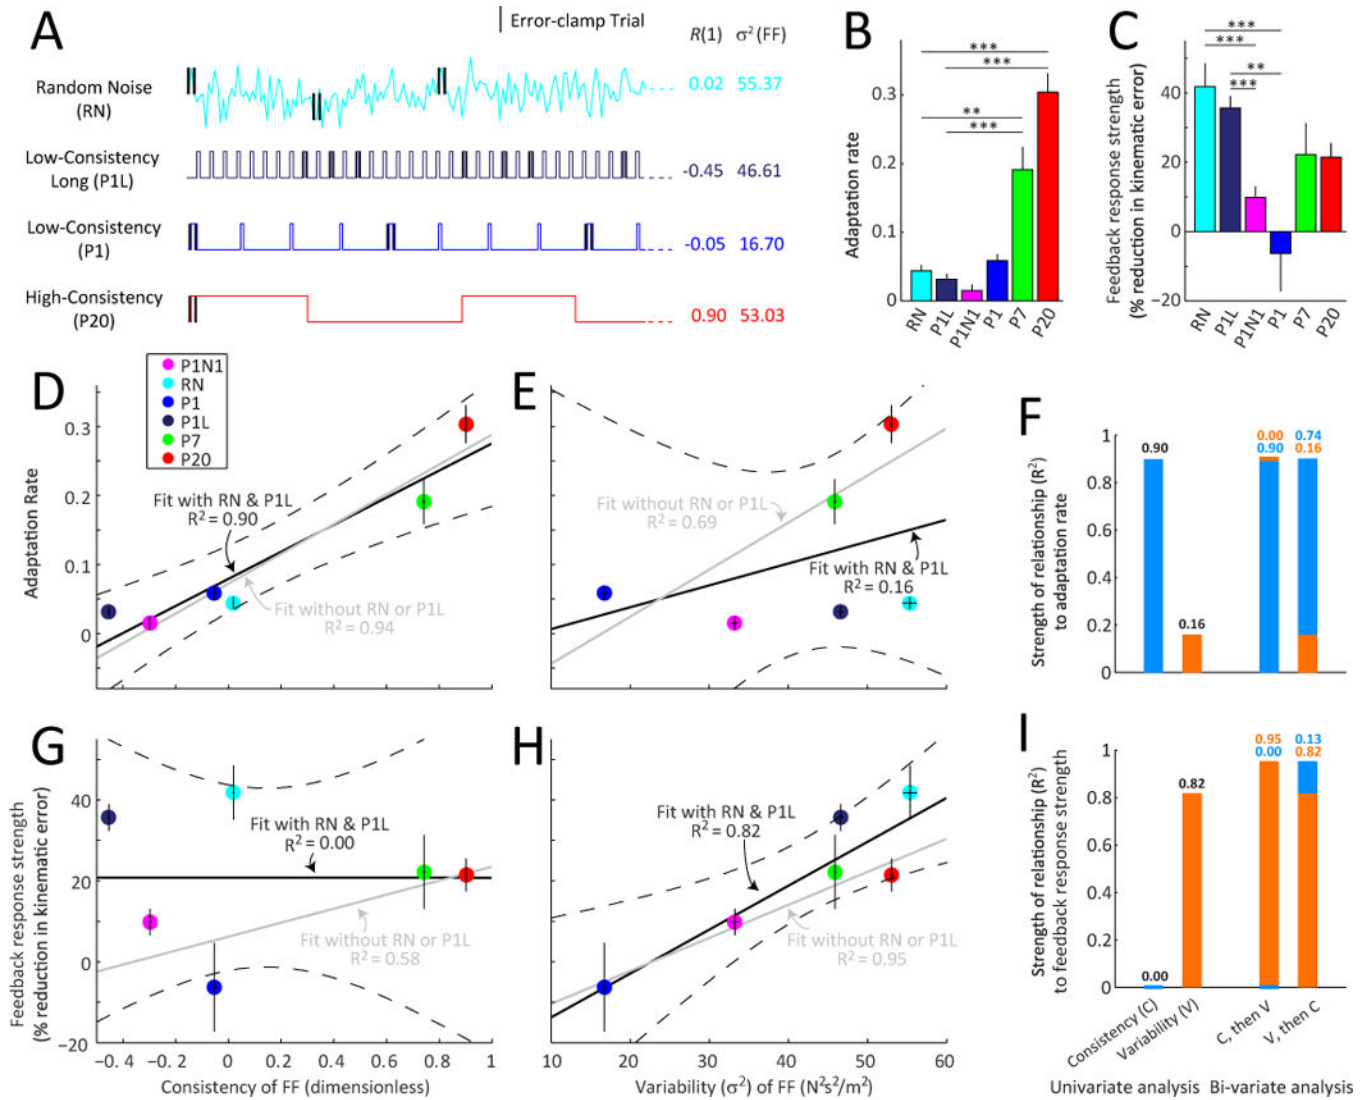 A
Error-clamp Trial
R(1) σ²(FF)
Random Noise
(RN)
0.02 55.37
Low-Consistency
Long (P1L)
-0.45 46.61
Low-Consistency
(P1)
-0.05 16.70
High-Consistency
(P20)
0.90 53.03
B
Adaptation rate
0.3
0.2
0.1
0
***
***
**
***
RN
P1L
P1N1
P1
P7
P20
C
Feedback response strength
(% reduction in kinematic error)
40
20
0
−20
***
***
**
***
RN
P1L
P1N1
P1
P7
P20
P1N1
RN
P1
P1L
P7
P20
D
Adaptation Rate
0.3
0.2
0.1
0
Fit with RN & P1L
R² = 0.90
Fit without RN or P1L
R² = 0.94
E
Fit without RN or P1L
R² = 0.69
Fit with RN & P1L
R² = 0.16
F
Strength of relationship (R²)
to adaptation rate
1
0.8
0.6
0.4
0.2
0
0.90
0.16
0.00
0.90
0.74
0.16
G
Feedback response strength
(% reduction in kinematic error)
40
20
0
−20
Fit with RN & P1L
R² = 0.00
Fit without RN or P1L
R² = 0.58
−0.
4
−0.2
0
0.2
0.4
0.6
0.8
1
Consistency of FF (dimensionless)
H
Fit with RN & P1L
R² = 0.82
Fit without RN or P1L
R² = 0.95
10
20
30
40
50
60
Variability (σ²) of FF (N²s²/m²)
I
Strength of relationship (R²)
to feedback response strength
1
0.8
0.6
0.4
0.2
0
0.00
0.82
0.95
0.00
0.13
0.82
Consistency (C)
Variability (V)
C, then V
V, then C
Univariate analysis
Bi-variate analysis